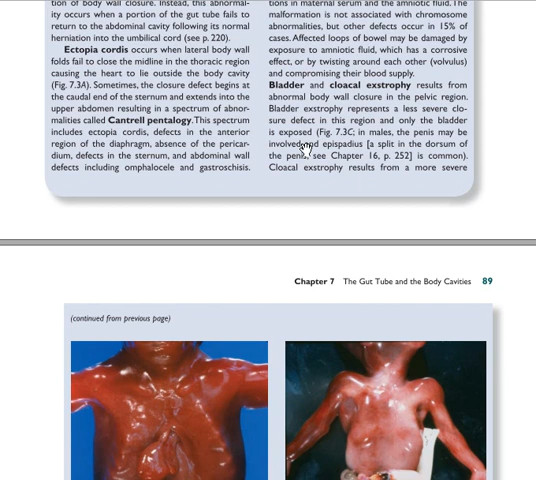 tion of body wall closure. Instead, this abnormal-
ity occurs when a portion of the gut tube fails to
return to the abdominal cavity following its normal
herniation into the umbilical cord (see p. 220).
Ectopia cordis occurs when lateral body wall
folds fail to close the midline in the thoracic region
causing the heart to lie outside the body cavity
(Fig. 7.3A). Sometimes, the closure defect begins at
the caudal end of the sternum and extends into the
upper abdomen resulting in a spectrum of abnor-
malities called Cantrell pentalogy. This spectrum
includes ectopia cordis, defects in the anterior
region of the diaphragm, absence of the pericar-
dium, defects in the sternum, and abdominal wall
defects including omphalocele and gastroschisis.
tions in maternal serum and the amniotic fluid. The
malformation is not associated with chromosome
abnormalities, but other defects occur in 15% of
cases. Affected loops of bowel may be damaged by
exposure to amniotic fluid, which has a corrosive
effect, or by twisting around each other (volvulus)
and compromising their blood supply.
Bladder and cloacal exstrophy results from
abnormal body wall closure in the pelvic region.
Bladder exstrophy represents a less severe clo-
sure defect in this region and only the bladder
is exposed (Fig. 7.3C; in males, the penis may be
involved and epispadius [a split in the dorsum of
the penis; see Chapter 16, p. 252] is common).
Cloacal exstrophy results from a more severe
Chapter 7 The Gut Tube and the Body Cavities 89
(continued from previous page)